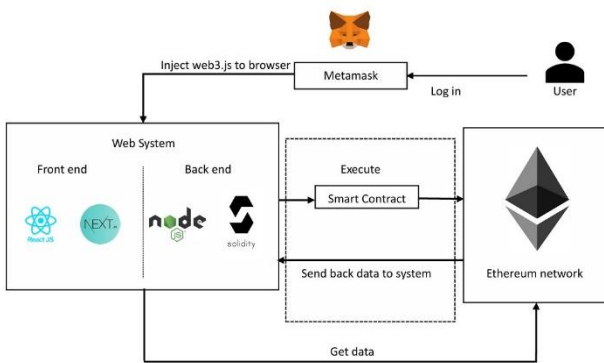 Inject web3.js to browser
Metamask
Log in
User
Web System
Front end
Back end
Execute
React JS
NEXT
.JS
node
JS
solidity
Smart Contract
Send back data to system
Ethereum network
Get data